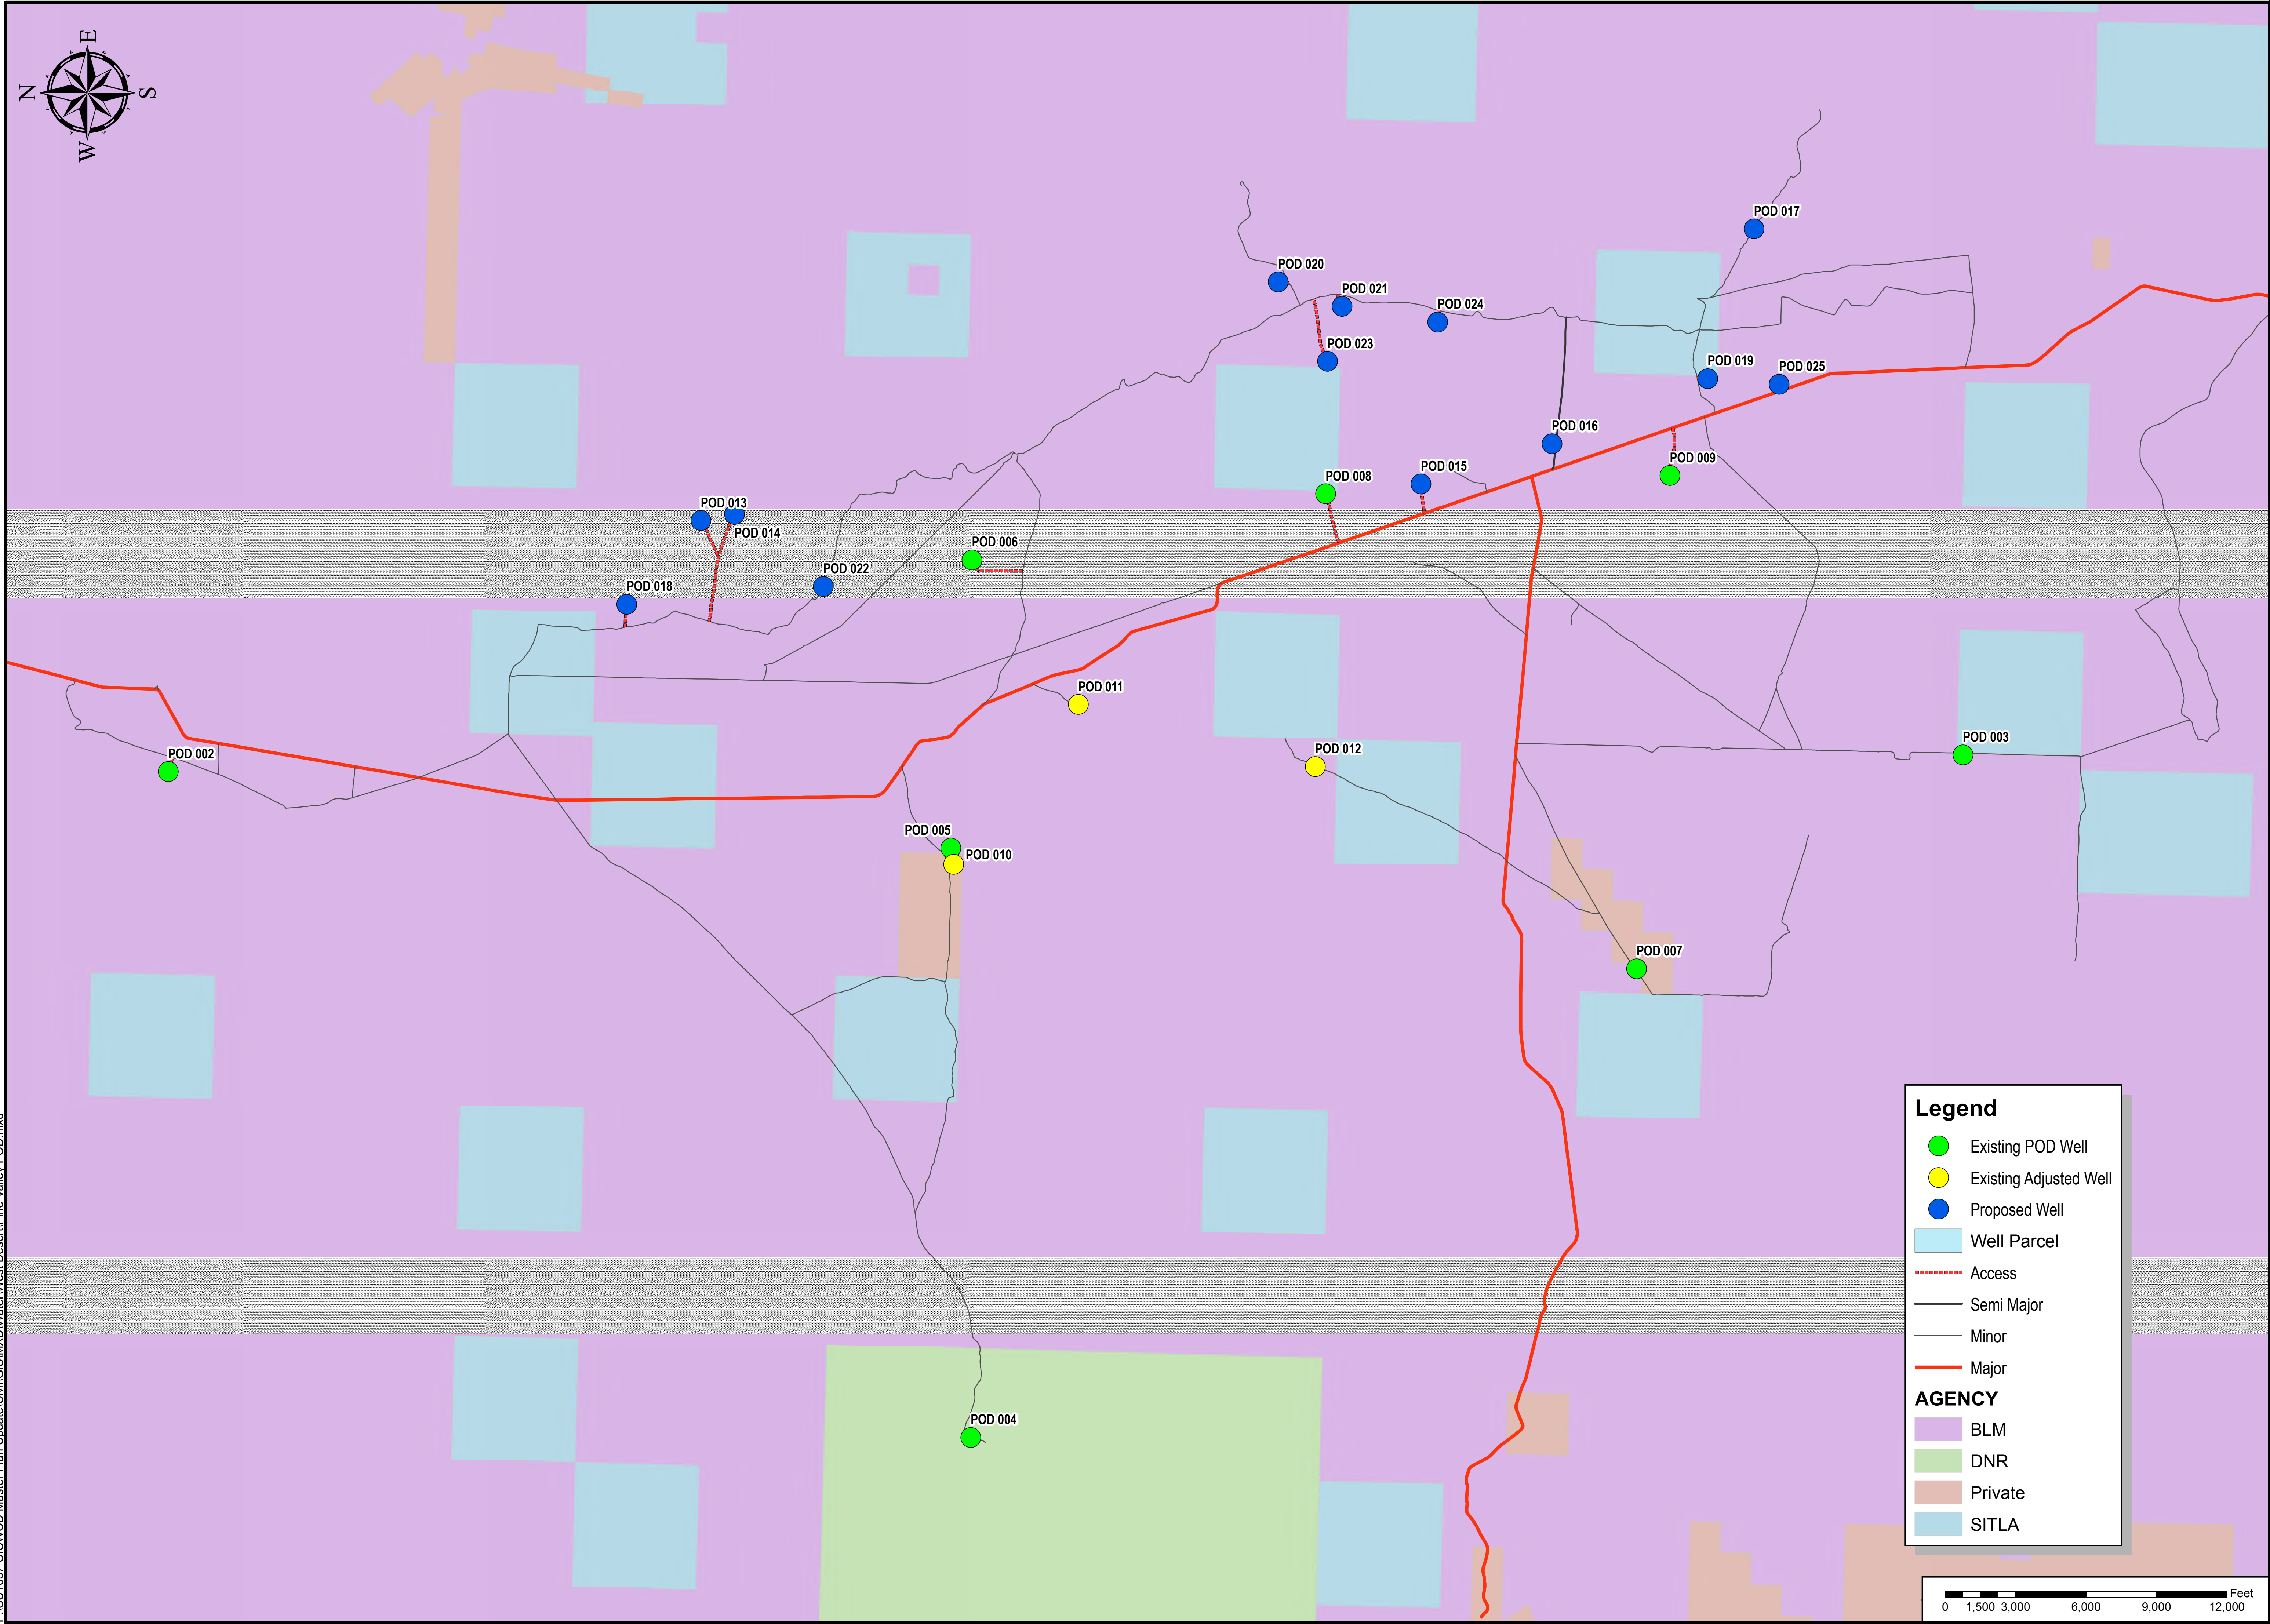 E
N
S
W
POD 017
POD 020
POD 021
POD 024
POD 023
POD 019
POD 025
POD 016
POD 009
POD 008
POD 015
POD 013
POD 014
POD 006
POD 022
POD 018
POD 011
POD 012
POD 003
POD 002
POD 005
POD 010
POD 007
POD 004
Legend
Existing POD Well
Existing Adjusted Well
Proposed Well
Well Parcel
Access
Semi Major
Minor
Major
AGENCY
BLM
DNR
Private
SITLA
Feet
0 1,500 3,000 6,000 9,000 12,000